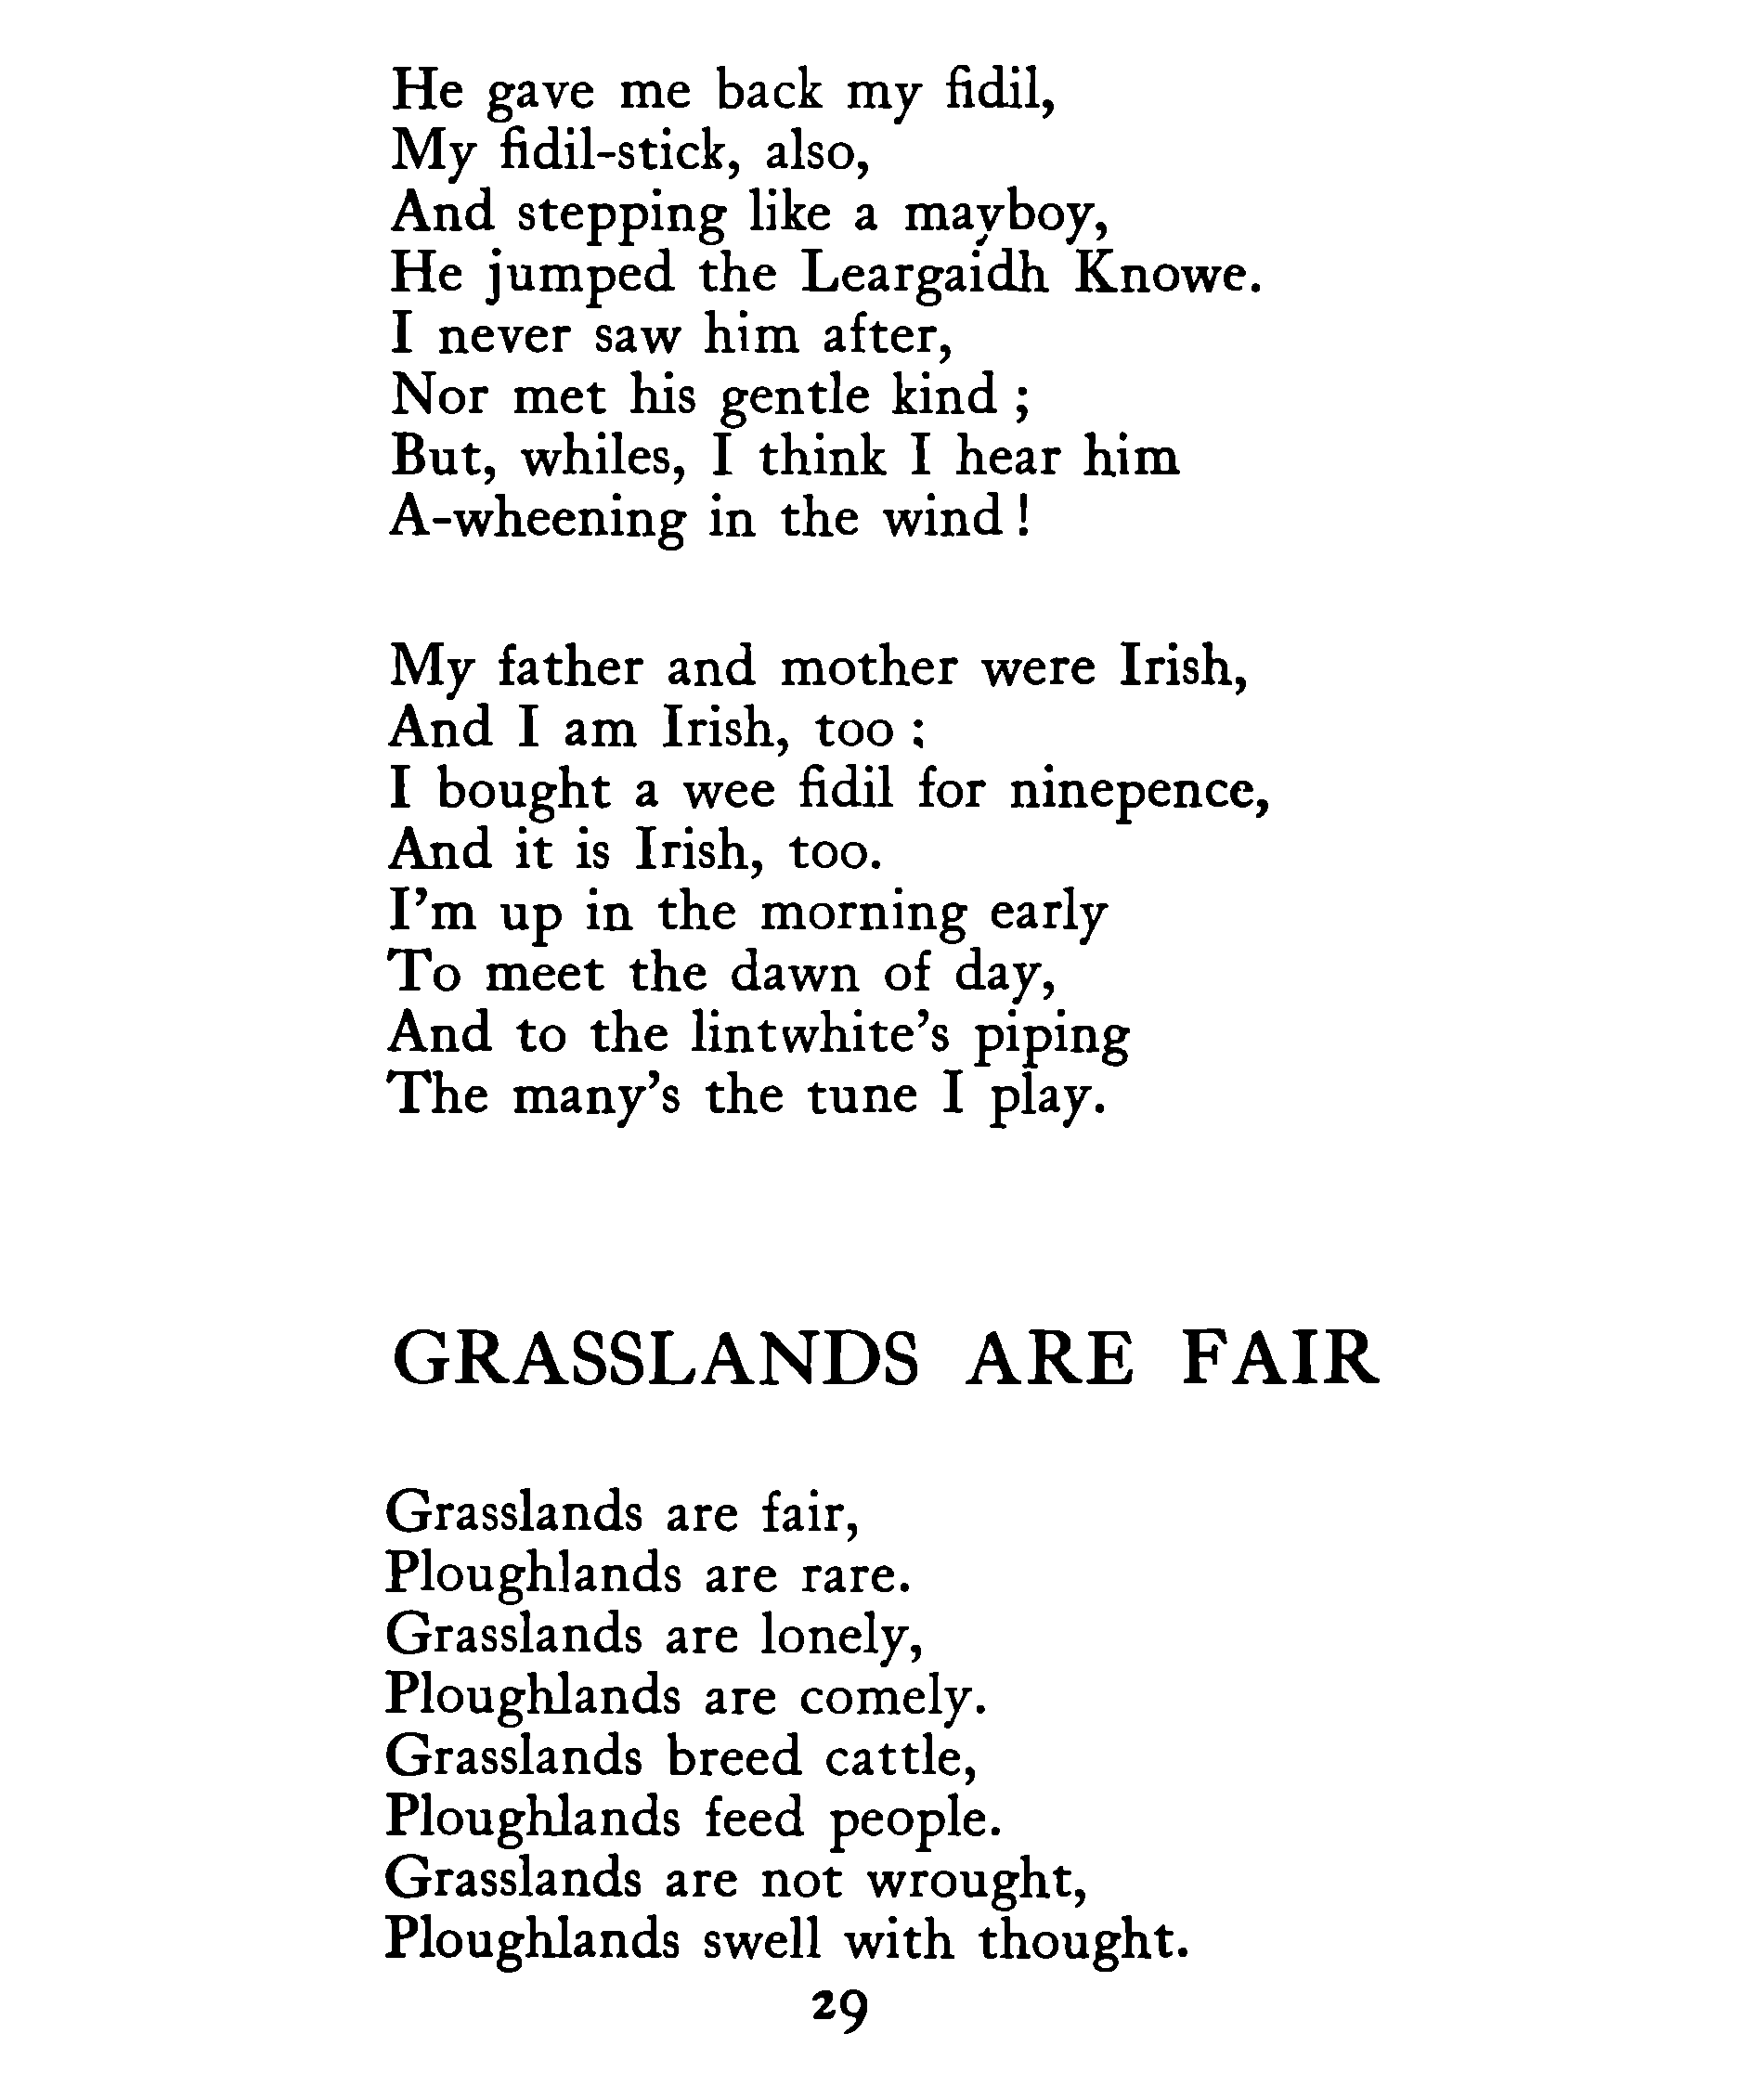 He gave me back my fidil,
My fidil-stick, also,
And stepping like a mayboy,
He jumped the Leargaidh Knowe.
I never saw him after,
Nor met his gentle kind ;
But, whiles, I think I hear him
A-wheening in the wind !
My father and mother were Irish,
And I am Irish, too ;
I bought a wee fidil for ninepence,
And it is Irish, too.
I'm up in the morning early
To meet the dawn of day,
And to the lintwhite's piping
The many's the tune I play.
GRASSLANDS ARE FAIR
Grasslands are fair,
Ploughlands are rare.
Grasslands are lonely,
Ploughlands are comely.
Grasslands breed cattle,
Ploughlands feed people.
Grasslands are not wrought,
Ploughlands swell with thought.
29